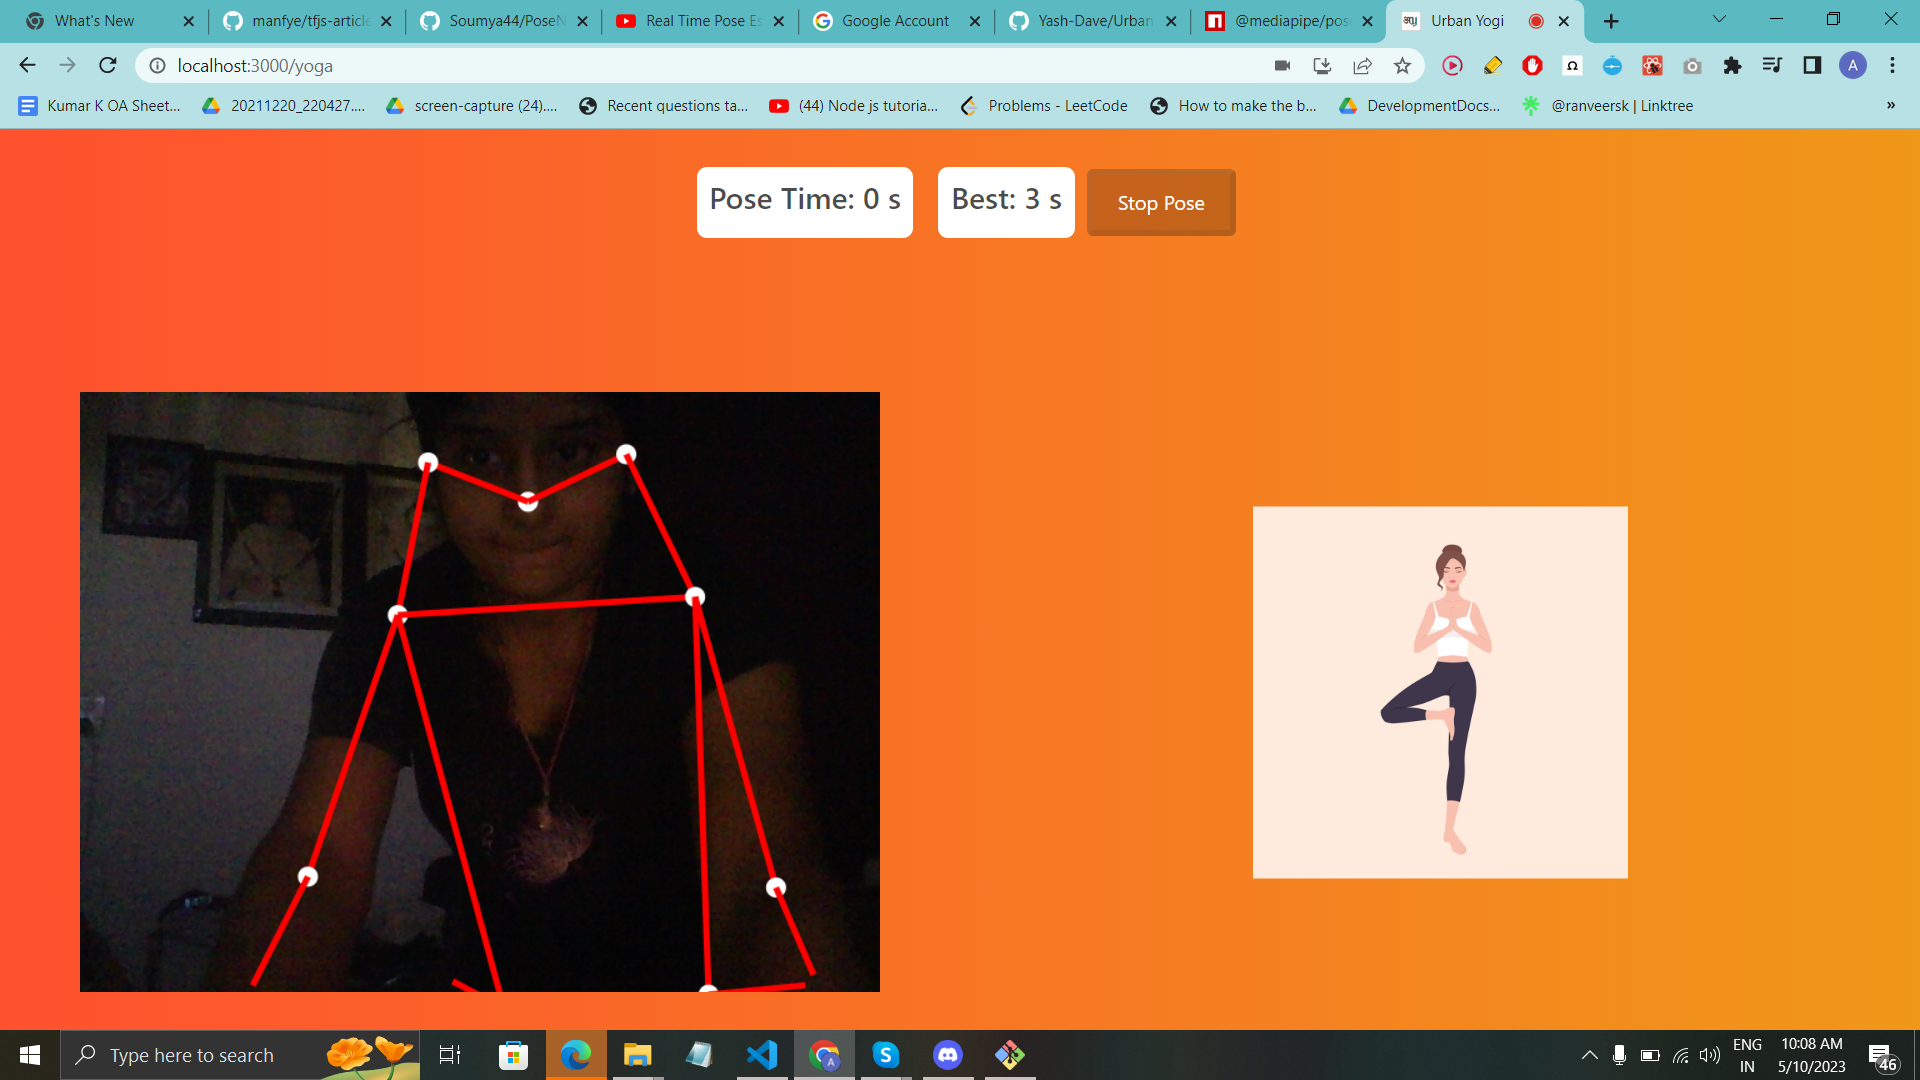 What's New
manfye/tfjs-article
Soumya44/PoseN
Real Time Pose Es
Google Account
Yash-Dave/Urban
@mediapipe/pos
Urban Yogi
localhost:3000/yoga
A
Kumar K OA Sheet...
20211220_220427....
screen-capture (24)....
Recent questions ta...
(44) Node js tutoria...
Problems - LeetCode
How to make the b...
DevelopmentDocs...
@ranveersk | Linktree
»
Pose Time: 0 s
Best: 3 s
Stop Pose
Type here to search
ENG
IN
10:08 AM
5/10/2023
46